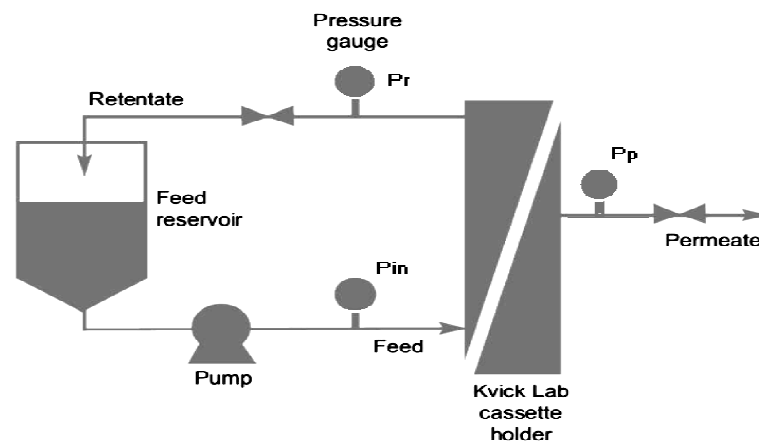 Pressure
gauge
Pr
Retentate
Pp
Feed
reservoir
Permeate
Pin
Feed
Pump
Kvick Lab
cassette
holder